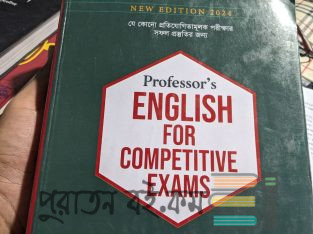 NEW EDITION 2024
যে কোনো প্রতিযোগিতামূলক পরীক্ষার
সফল প্রস্তুতির জন্য
Professor's
ENGLISH
FOR
COMPETITIVE
EXAMS
পুরাতন বই.কম